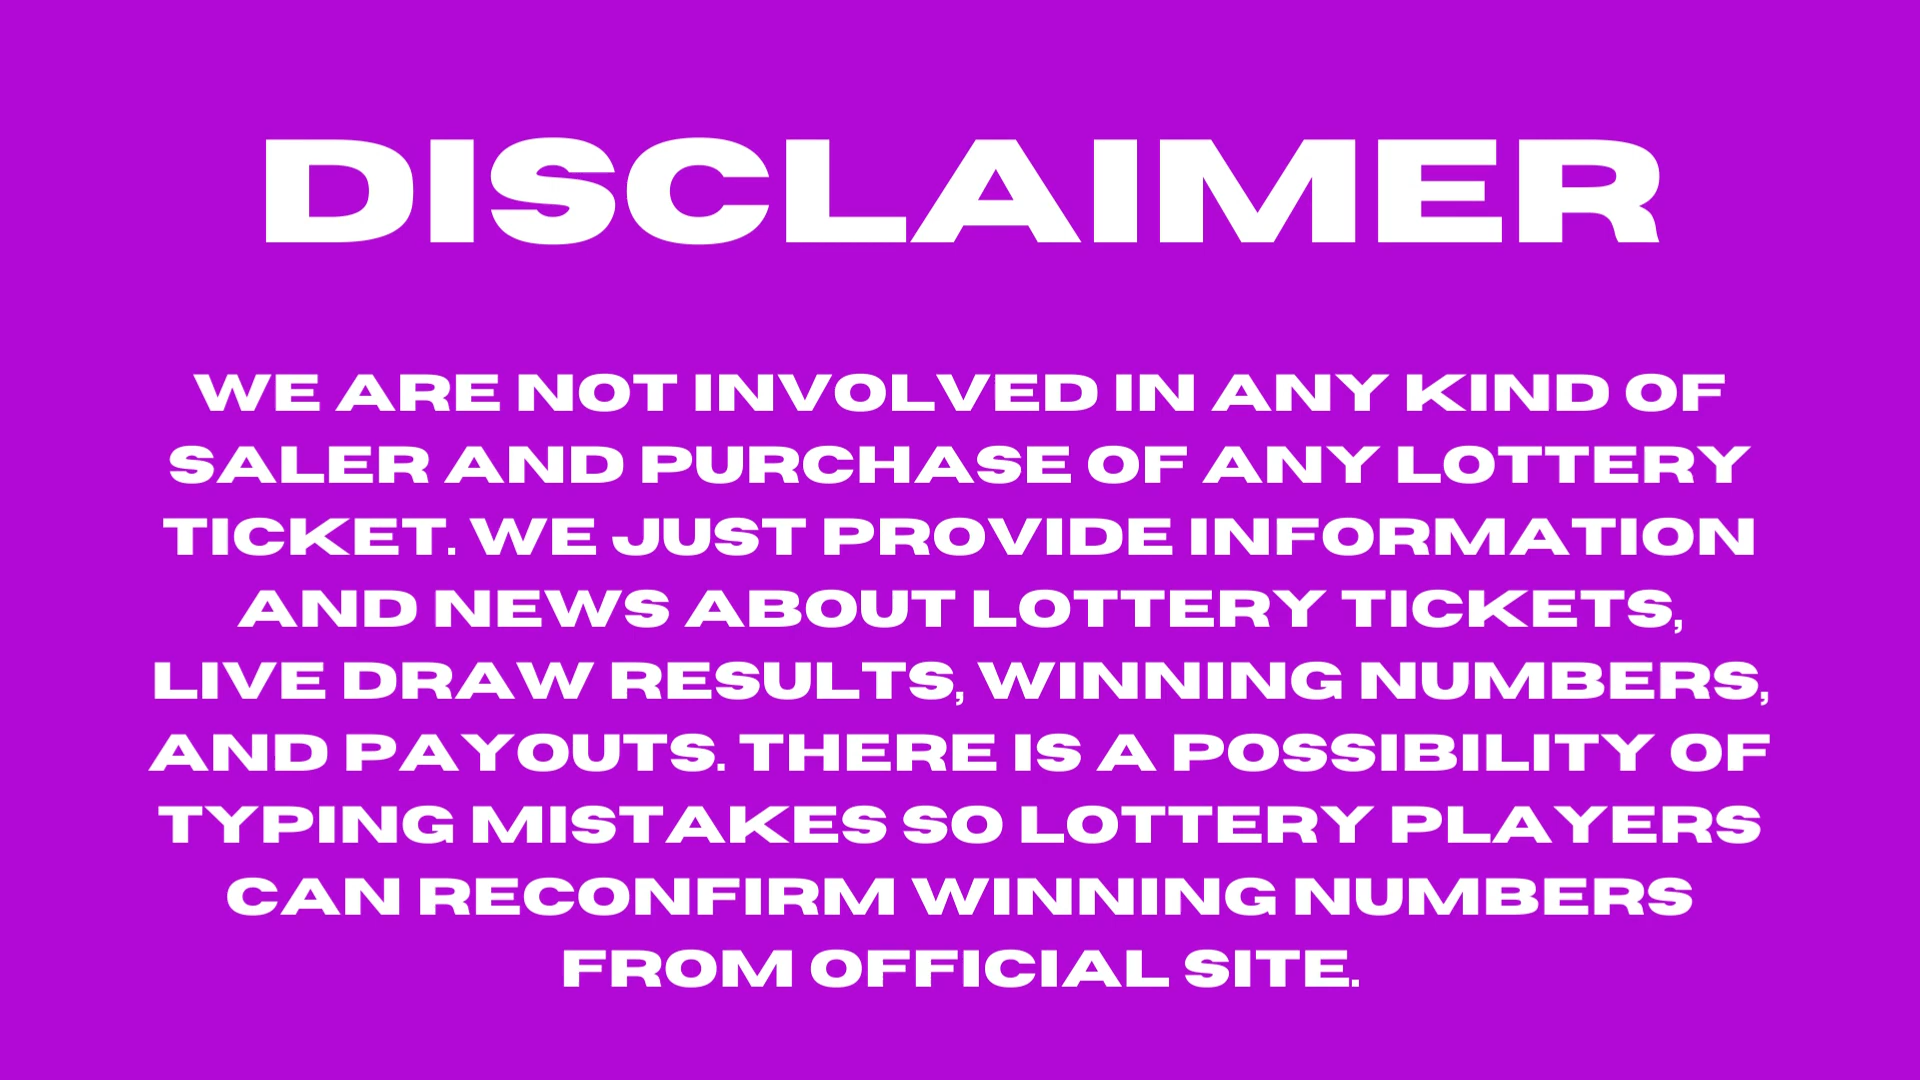 DISCLAIMER
WE ARE NOT INVOLVED IN ANY KIND OF
SALER AND PURCHASE OF ANY LOTTERY
TICKET. WE JUST PROVIDE INFORMATION
AND NEWS ABOUT LOTTERY TICKETS,
LIVE DRAW RESULTS, WINNING NUMBERS,
AND PAYOUTS. THERE IS A POSSIBILITY OF
TYPING MISTAKES SO LOTTERY PLAYERS
CAN RECONFIRM WINNING NUMBERS
FROM OFFICIAL SITE.